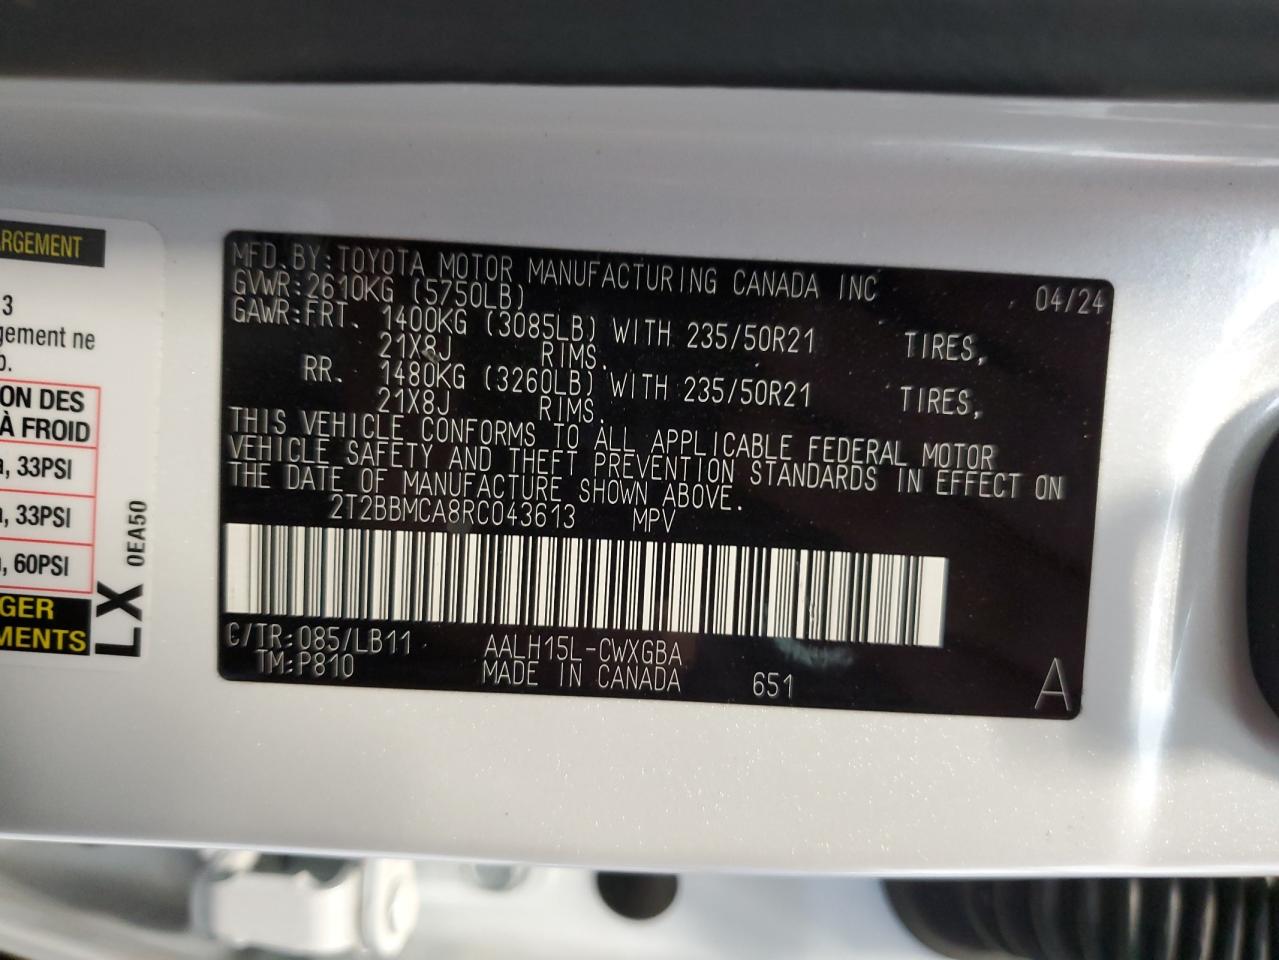 RGEMENT
3
gement ne
ON DES
À FROID
, 33PSI
, 33PSI
, 60PSI
GER
MENTS
LX 0EA50
MFD.BY:TOYOTA MOTOR MANUFACTURING CANADA INC 04/24
GVWR:2610KG (5750LB)
GAWR:FRT. 1400KG (3085LB) WITH 235/50R21 TIRES,
21X8J RIMS.
RR. 1480KG (3260LB) WITH 235/50R21 TIRES,
21X8J RIMS.
THIS VEHICLE CONFORMS TO ALL APPLICABLE FEDERAL MOTOR
VEHICLE SAFETY AND THEFT PREVENTION STANDARDS IN EFFECT ON
THE DATE OF MANUFACTURE SHOWN ABOVE.
2T2BBMCA8RC043613 MPV
C/TR:085/LB11 AALH15L-CWXGBA
TM:P810 MADE IN CANADA 651 A